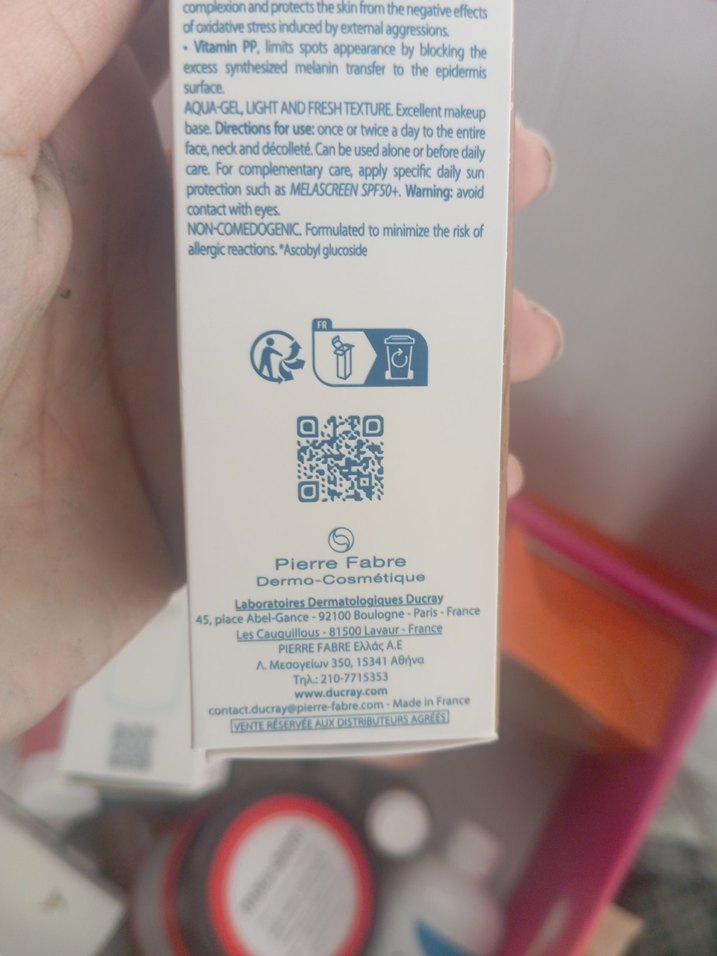 complexion and protects the skin from the negative effects
of oxidative stress induced by external aggressions.
• Vitamin PP, limits spots appearance by blocking the
excess synthesized melanin transfer to the epidermis
surface.
AQUA-GEL, LIGHT AND FRESH TEXTURE. Excellent makeup
base. Directions for use: once or twice a day to the entire
face, neck and décolleté. Can be used alone or before daily
care. For complementary care, apply specific daily sun
protection such as MELASCREEN SPF50+. Warning: avoid
contact with eyes.
NON-COMEDOGENIC. Formulated to minimize the risk of
allergic reactions. *Ascobyl glucoside
FR
Pierre Fabre
Dermo-Cosmétique
Laboratoires Dermatologiques Ducray
45, place Abel-Gance - 92100 Boulogne - Paris - France
Les Cauquillous - 81500 Lavaur - France
PIERRE FABRE Ελλάς Α.Ε
Λ. Μεσογείων 350, 15341 Αθήνα
Τηλ.: 210-7715353
www.ducray.com
contact.ducray@pierre-fabre.com - Made in France
VENTE RÉSERVÉE AUX DISTRIBUTEURS AGRÉÉS